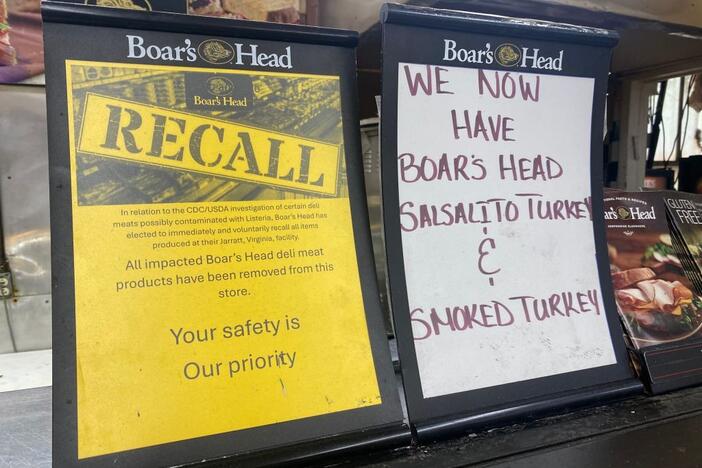 Boar's Head
Boar's Head
RECALL
In relation to the CDC/USDA investigation of certain deli
meats possibly contaminated with Listeria, Boar's Head has
elected to immediately and voluntarily recall all items
produced at their Jarratt, Virginia, facility.
All impacted Boar's Head deli meat
products have been removed from this
store.
Your safety is
Our priority
Boar's Head
WE NOW
HAVE
BOAR'S HEAD
SALSALITO TURKEY
&
SMOKED TURKEY
Boar's Head
GLUTEN
FREE